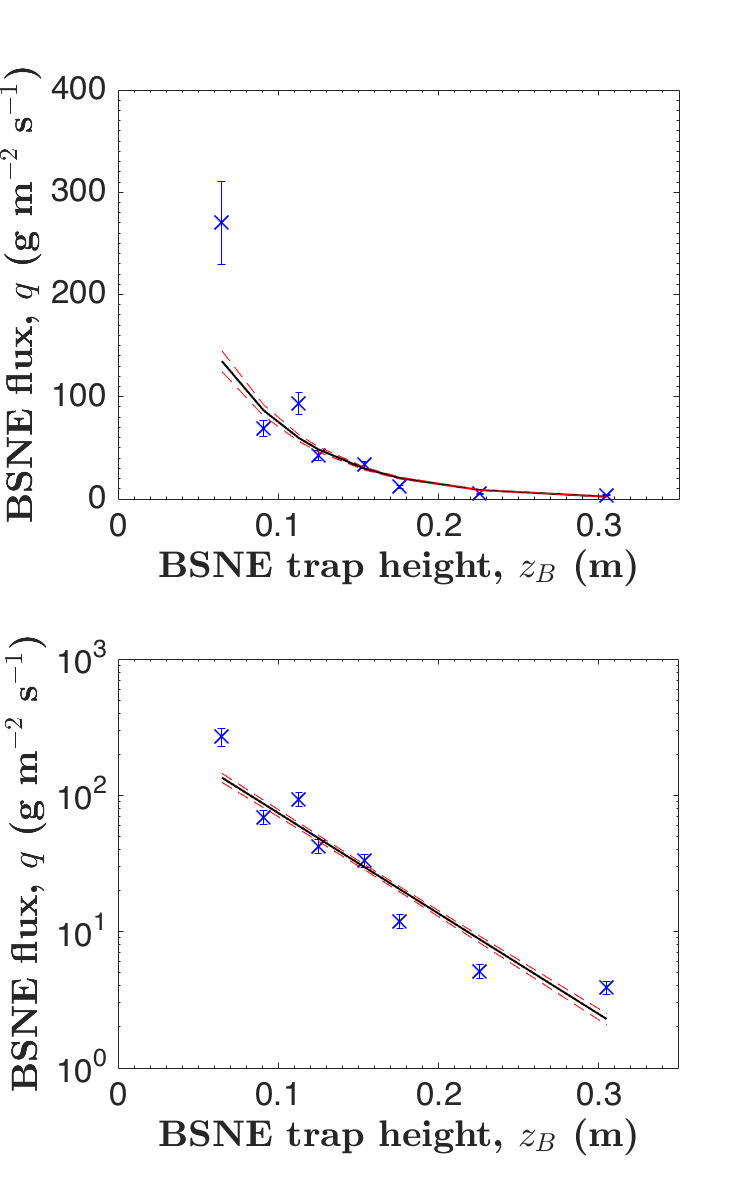 400
300
200
100
0
BSNE flux, q (g m⁻² s⁻¹)
0 0.1 0.2 0.3
BSNE trap height, z_B (m)
10³
10²
10¹
10⁰
BSNE flux, q (g m⁻² s⁻¹)
0 0.1 0.2 0.3
BSNE trap height, z_B (m)